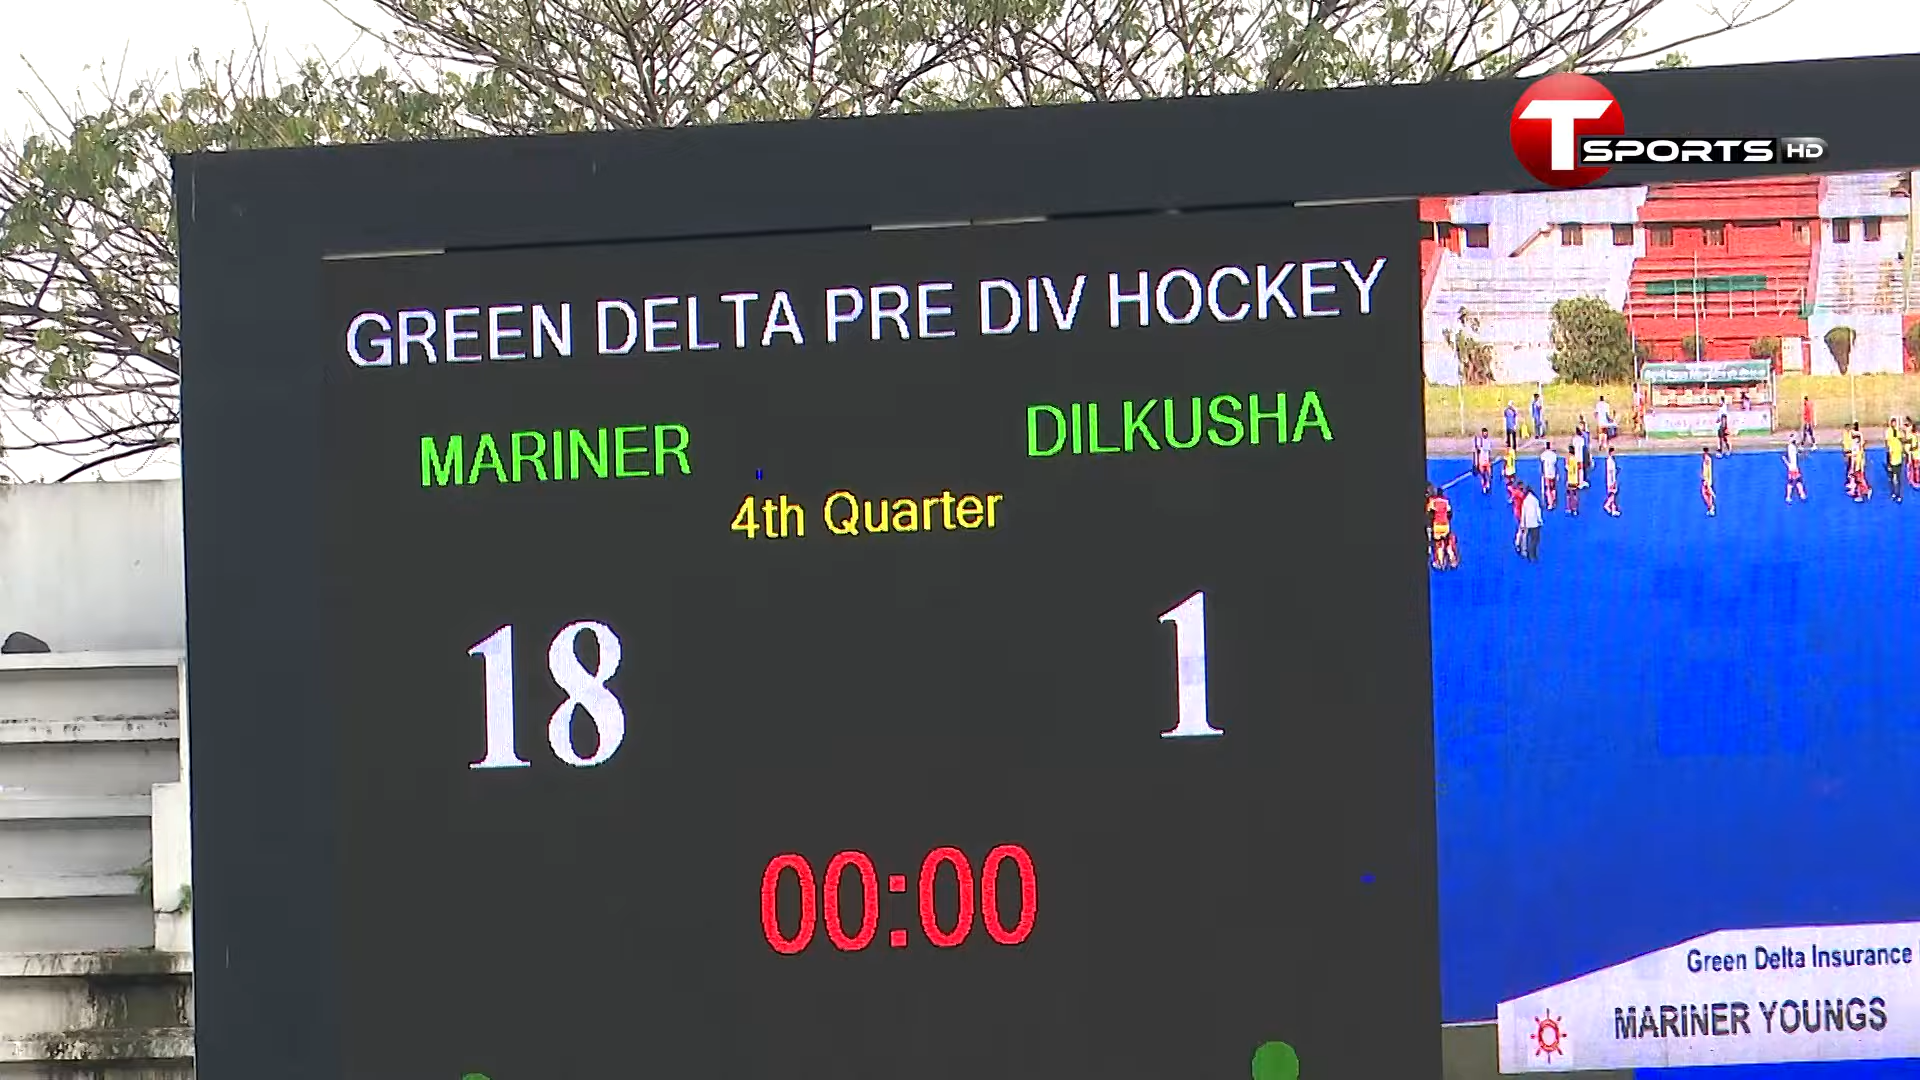 T SPORTS HD
GREEN DELTA PRE DIV HOCKEY
MARINER
DILKUSHA
4th Quarter
18
1
00:00
Green Delta Insurance
MARINER YOUNGS